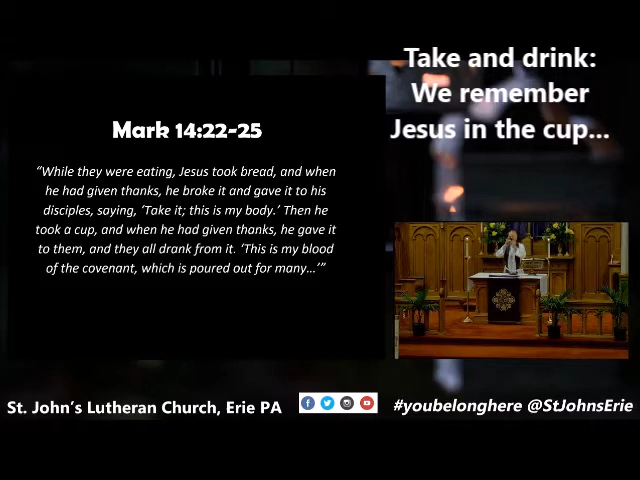 Take and drink:
We remember
Jesus in the cup...
Mark 14:22-25
“While they were eating, Jesus took bread, and when
he had given thanks, he broke it and gave it to his
disciples, saying, ‘Take it; this is my body.’ Then he
took a cup, and when he had given thanks, he gave it
to them, and they all drank from it. ‘This is my blood
of the covenant, which is poured out for many...’”
St. John’s Lutheran Church, Erie PA
#youbelonghere @StJohnsErie